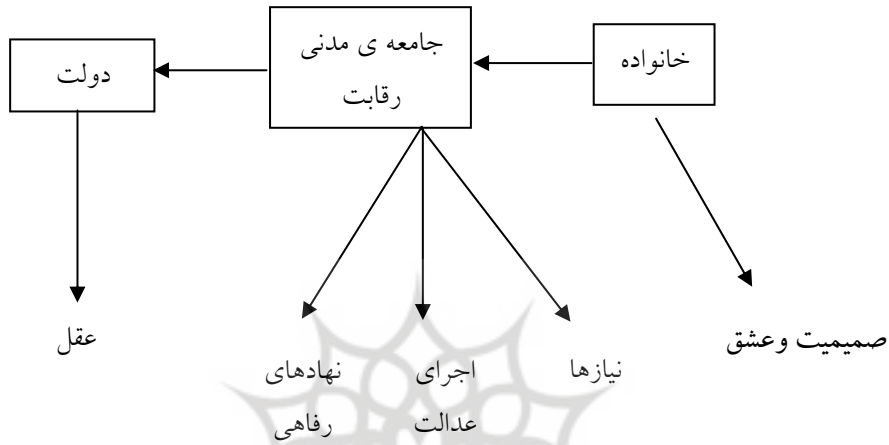 خانواده
جامعه ی مدنی
رقابت
دولت
صمیمیت وعشق
نیازها
اجرای
عدالت
نهادهای
رفاهی
عقل